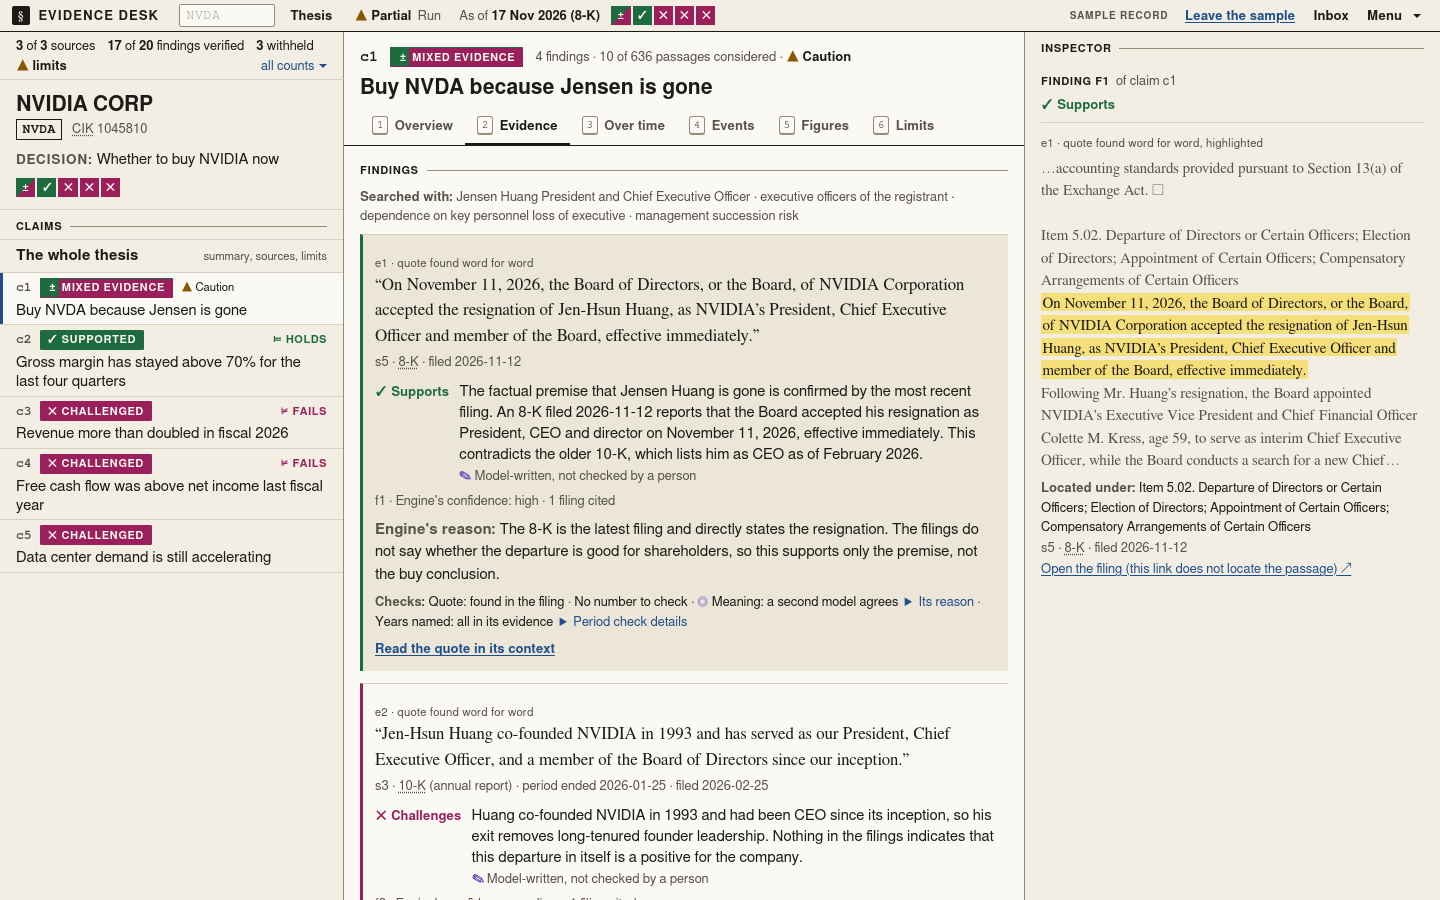 § EVIDENCE DESK NVDA Thesis Partial Run As of 17 Nov 2026 (8-K) ± ✓ ✕ ✕ ✕ SAMPLE RECORD Leave the sample Inbox Menu
3 of 3 sources 17 of 20 findings verified 3 withheld
limits all counts
NVIDIA CORP
NVDA CIK 1045810
DECISION: Whether to buy NVIDIA now
± ✓ ✕ ✕ ✕
CLAIMS
The whole thesis summary, sources, limits
c1 ± MIXED EVIDENCE Caution
Buy NVDA because Jensen is gone
c2 ✓ SUPPORTED ⊨ HOLDS
Gross margin has stayed above 70% for the
last four quarters
c3 ✕ CHALLENGED ⊭ FAILS
Revenue more than doubled in fiscal 2026
c4 ✕ CHALLENGED ⊭ FAILS
Free cash flow was above net income last fiscal
year
c5 ✕ CHALLENGED
Data center demand is still accelerating
c1 ± MIXED EVIDENCE 4 findings · 10 of 636 passages considered · Caution
Buy NVDA because Jensen is gone
1 Overview 2 Evidence 3 Over time 4 Events 5 Figures 6 Limits
FINDINGS
Searched with: Jensen Huang President and Chief Executive Officer · executive officers of the registrant ·
dependence on key personnel loss of executive · management succession risk
e1 · quote found word for word
“On November 11, 2026, the Board of Directors, or the Board, of NVIDIA Corporation
accepted the resignation of Jen-Hsun Huang, as NVIDIA’s President, Chief Executive
Officer and member of the Board, effective immediately.”
s5 · 8-K · filed 2026-11-12
✓ Supports The factual premise that Jensen Huang is gone is confirmed by the most recent
filing. An 8-K filed 2026-11-12 reports that the Board accepted his resignation as
President, CEO and director on November 11, 2026, effective immediately. This
contradicts the older 10-K, which lists him as CEO as of February 2026.
✎ Model-written, not checked by a person
f1 · Engine’s confidence: high · 1 filing cited
Engine’s reason: The 8-K is the latest filing and directly states the resignation. The filings do
not say whether the departure is good for shareholders, so this supports only the premise, not
the buy conclusion.
Checks: Quote: found in the filing · No number to check · Meaning: a second model agrees ▶ Its reason ·
Years named: all in its evidence ▶ Period check details
Read the quote in its context
e2 · quote found word for word
“Jen-Hsun Huang co-founded NVIDIA in 1993 and has served as our President, Chief
Executive Officer, and a member of the Board of Directors since our inception.”
s3 · 10-K (annual report) · period ended 2026-01-25 · filed 2026-02-25
✕ Challenges Huang co-founded NVIDIA in 1993 and had been CEO since its inception, so his
exit removes long-tenured founder leadership. Nothing in the filings indicates that
this departure in itself is a positive for the company.
✎ Model-written, not checked by a person
INSPECTOR
FINDING F1 of claim c1
✓ Supports
e1 · quote found word for word, highlighted
…accounting standards provided pursuant to Section 13(a) of
the Exchange Act. ☐
Item 5.02. Departure of Directors or Certain Officers; Election
of Directors; Appointment of Certain Officers; Compensatory
Arrangements of Certain Officers
On November 11, 2026, the Board of Directors, or the Board,
of NVIDIA Corporation accepted the resignation of Jen-Hsun
Huang, as NVIDIA’s President, Chief Executive Officer and
member of the Board, effective immediately.
Following Mr. Huang’s resignation, the Board appointed
NVIDIA’s Executive Vice President and Chief Financial Officer
Colette M. Kress, age 59, to serve as interim Chief Executive
Officer, while the Board conducts a search for a new Chief…
Located under: Item 5.02. Departure of Directors or Certain
Officers; Election of Directors; Appointment of Certain Officers;
Compensatory Arrangements of Certain Officers
s5 · 8-K · filed 2026-11-12
Open the filing (this link does not locate the passage) ↗